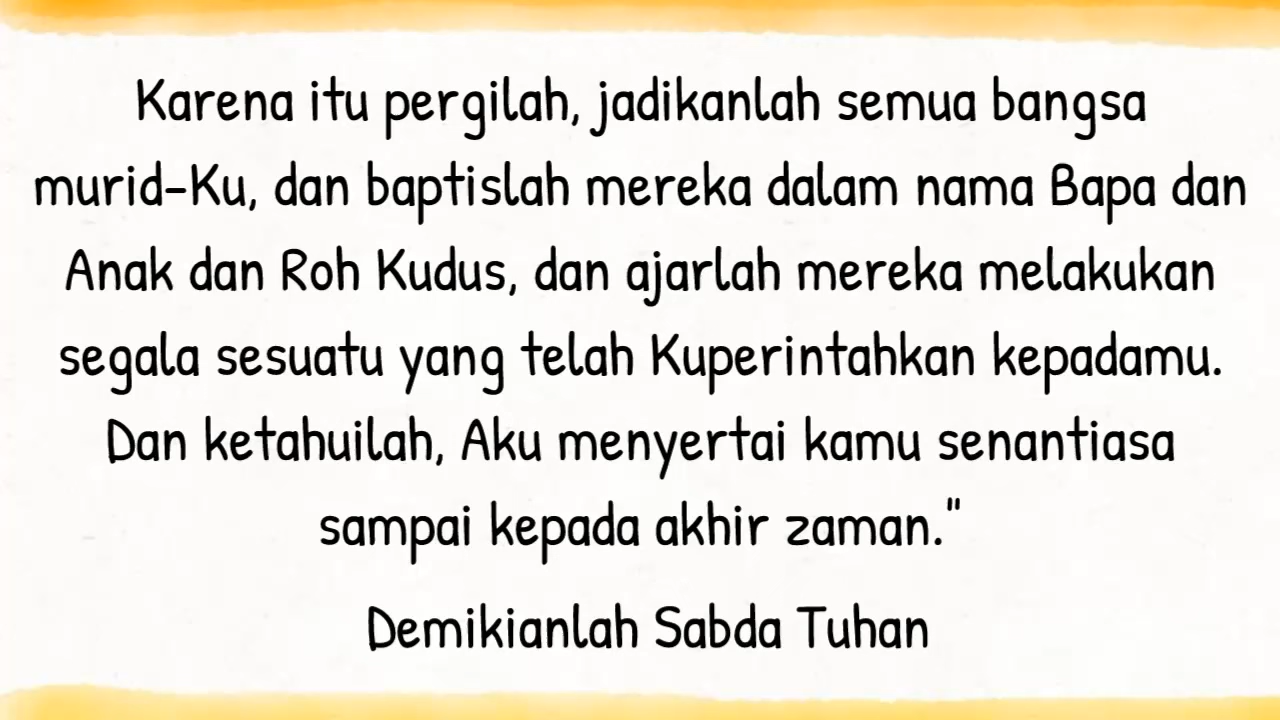 Karena itu pergilah, jadikanlah semua bangsa
murid-Ku, dan baptislah mereka dalam nama Bapa dan
Anak dan Roh Kudus, dan ajarlah mereka melakukan
segala sesuatu yang telah Kuperintahkan kepadamu.
Dan ketahuilah, Aku menyertai kamu senantiasa
sampai kepada akhir zaman."
Demikianlah Sabda Tuhan